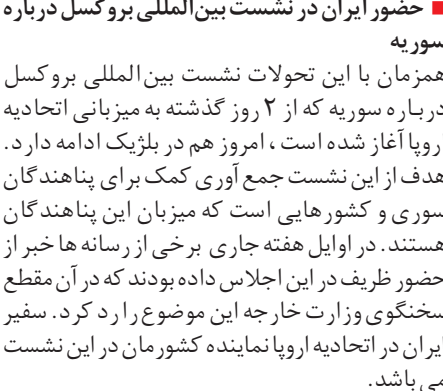 ■ حضور ایران در نشست بین‌المللی بروکسل درباره
سوریه
همزمان با این تحولات نشست بین‌المللی بروکسل
درباره سوریه که از ۲ روز گذشته به میزبانی اتحادیه
اروپا آغاز شده است، امروز هم در بلژیک ادامه دارد.
هدف از این نشست جمع آوری کمک برای پناهندگان
سوری و کشورهایی است که میزبان این پناهندگان
هستند. در اوایل هفته جاری برخی از رسانه ها خبر از
حضور ظریف در این اجلاس داده بودند که در آن مقطع
سخنگوی وزارت خارجه این موضوع را رد کرد. سفیر
ایران در اتحادیه اروپا نماینده کشورمان در این نشست
می باشد.